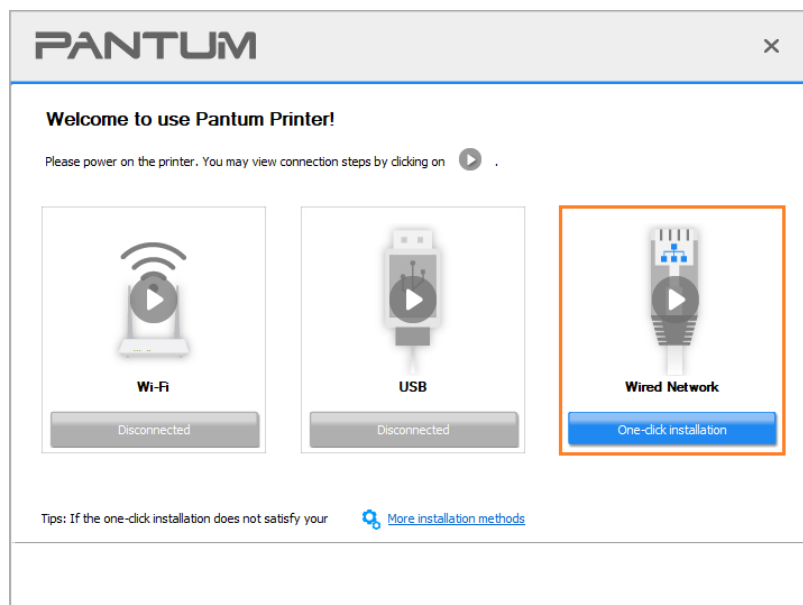 PANTUM
Welcome to use Pantum Printer!
Please power on the printer. You may view connection steps by clicking on .
Wi-Fi
USB
Wired Network
Disconnected
Disconnected
One-click installation
Tips: If the one-click installation does not satisfy your More installation methods